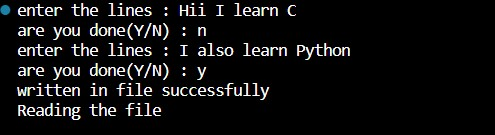 enter the lines : Hii I learn C
are you done(Y/N) : n
enter the lines : I also learn Python
are you done(Y/N) : y
written in file successfully
Reading the file